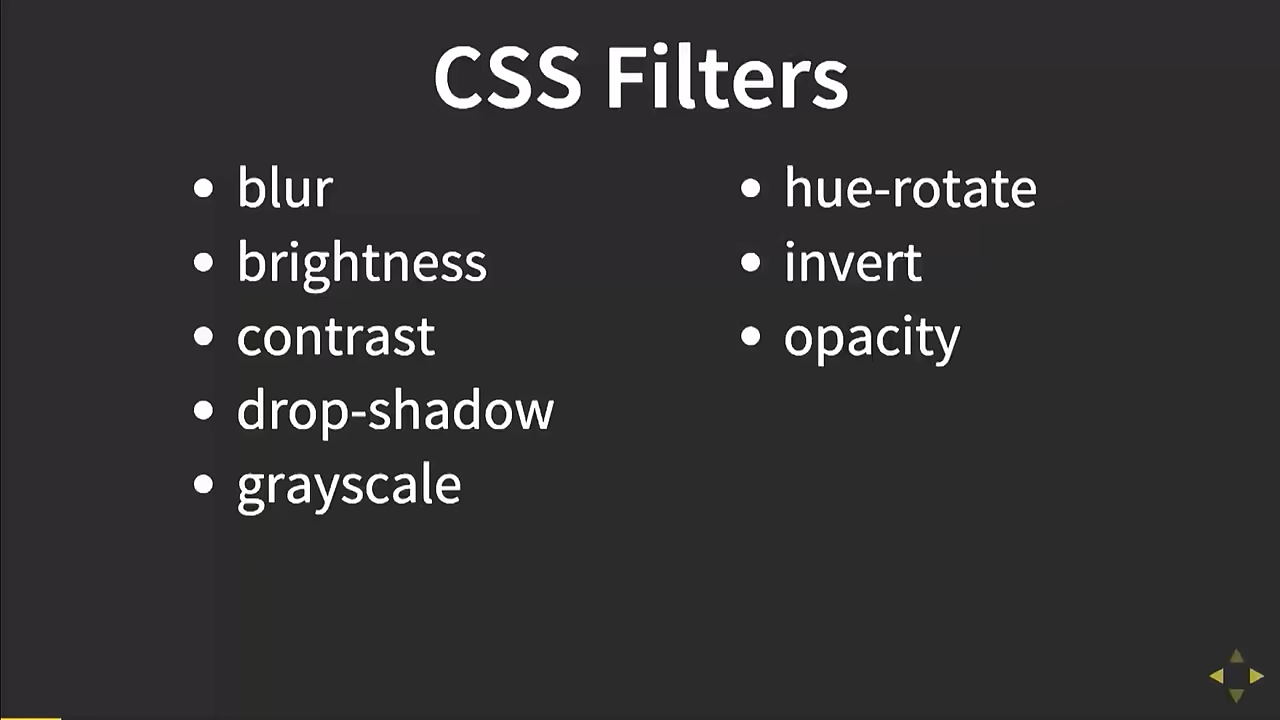 CSS Filters
blur
brightness
contrast
drop-shadow
grayscale
hue-rotate
invert
opacity